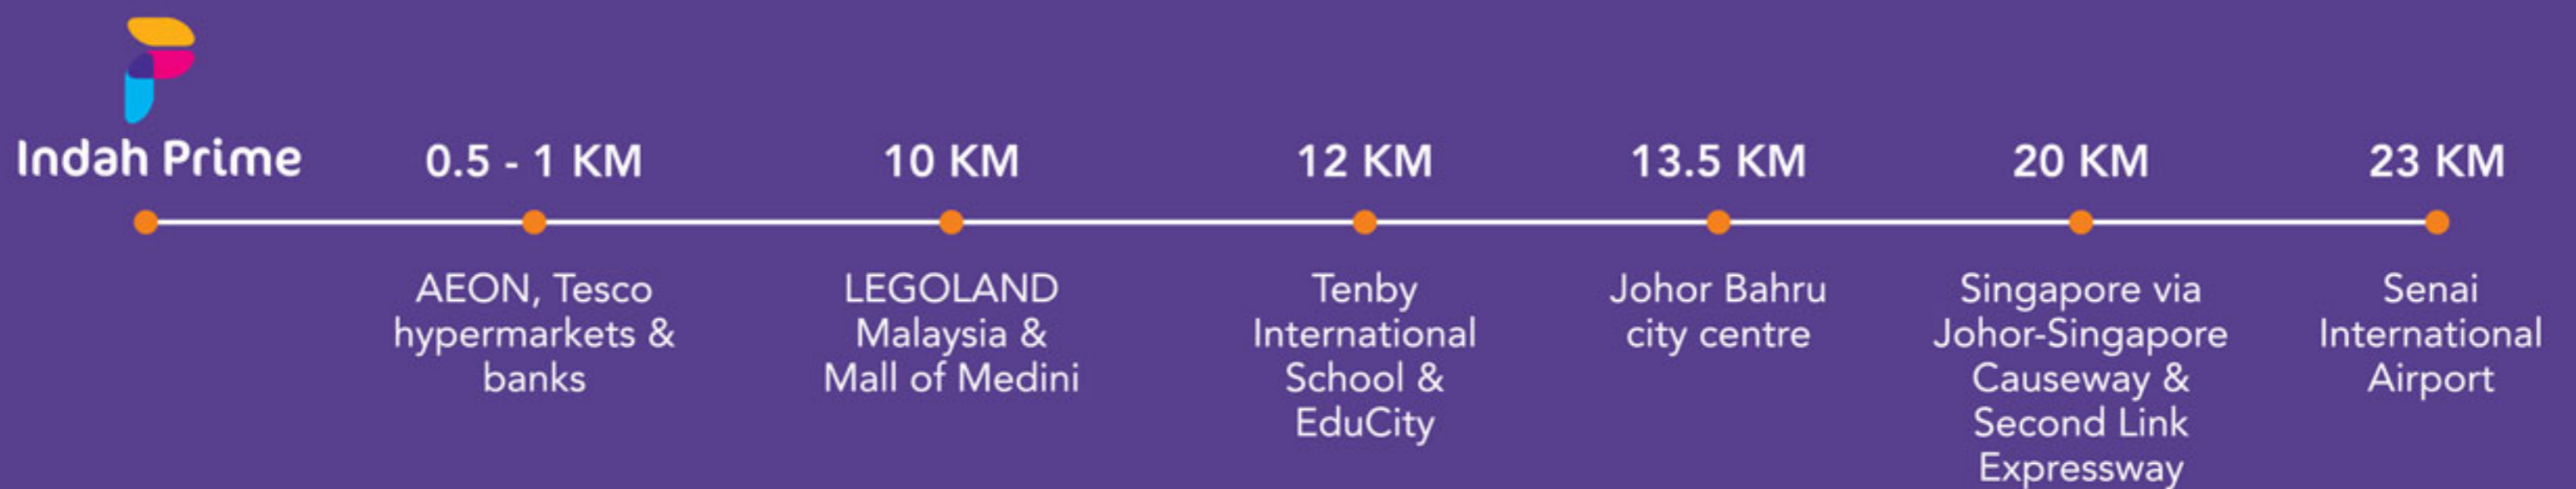 Indah Prime
0.5 - 1 KM
AEON, Tesco
hypermarkets &
banks
10 KM
LEGOLAND
Malaysia &
Mall of Medini
12 KM
Tenby
International
School &
EduCity
13.5 KM
Johor Bahru
city centre
20 KM
Singapore via
Johor-Singapore
Causeway &
Second Link
Expressway
23 KM
Senai
International
Airport